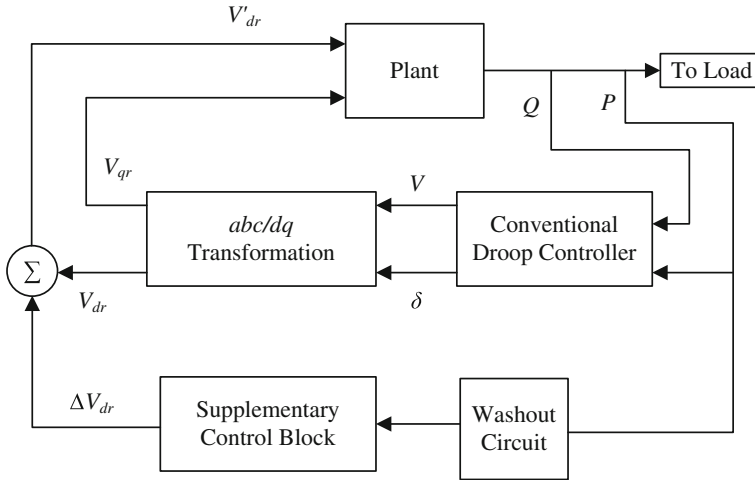 V'dr
Plant
To Load
Q
P
Vqr
abc/dq
Transformation
V
Conventional
Droop Controller
Σ
Vdr
δ
ΔVdr
Supplementary
Control Block
Washout
Circuit